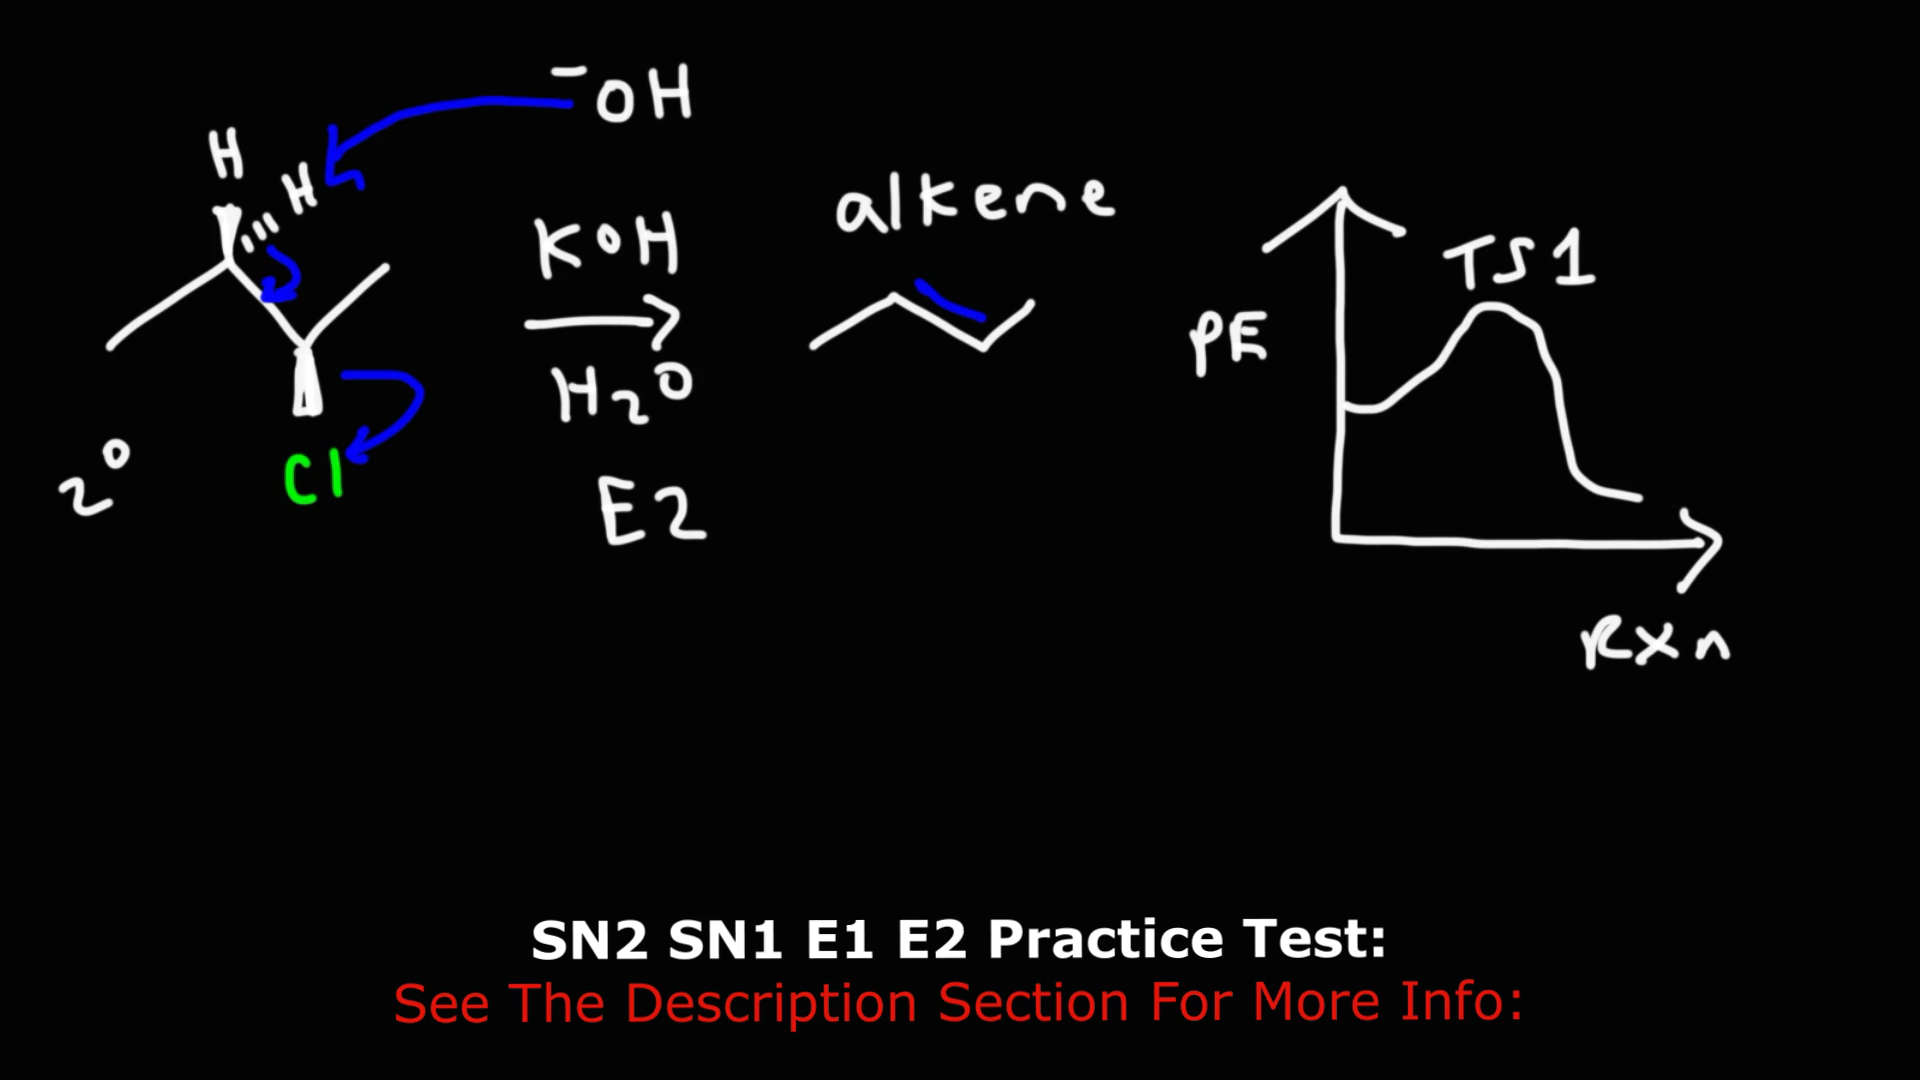 ⁻OH
H
H
KOH
H₂O
alkene
TS1
PE
2°
Cl
E2
Rxn
SN2 SN1 E1 E2 Practice Test:
See The Description Section For More Info: